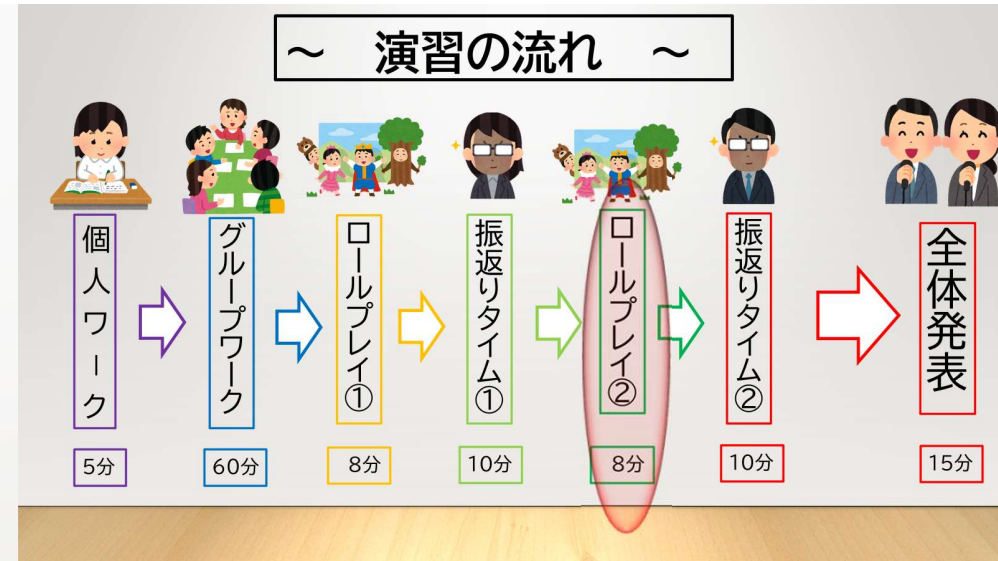 ～ 演習の流れ ～
個人ワーク
グループワーク
ロールプレイ①
振返りタイム①
ロールプレイ②
振返りタイム②
全体発表
5分
60分
8分
10分
8分
10分
15分